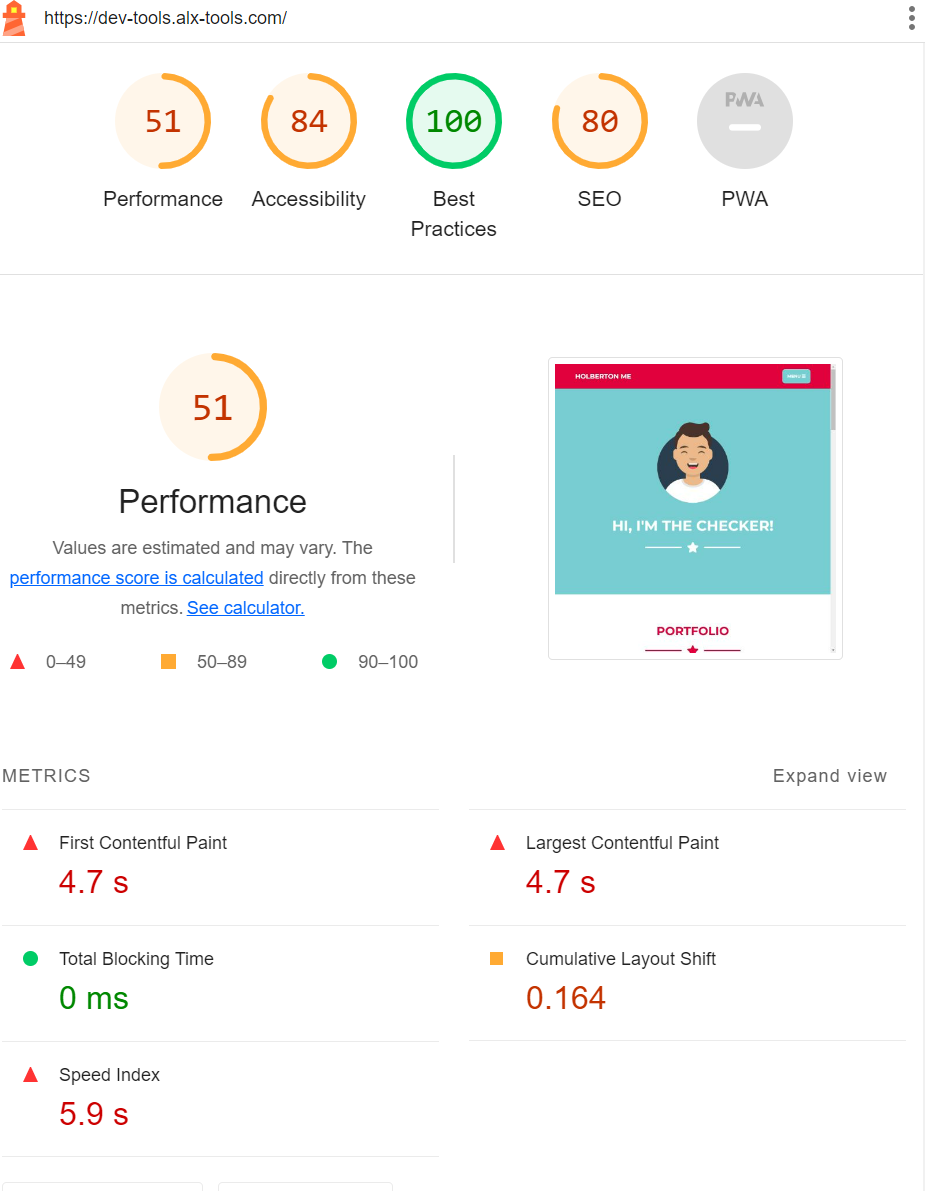 https://dev-tools.alx-tools.com/
51
84
100
80
PWA
Performance
Accessibility
Best
Practices
SEO
PWA
51
Performance
Values are estimated and may vary. The
performance score is calculated directly from these
metrics. See calculator.
0–49
50–89
90–100
HOLBERTON ME
MENU
HI, I'M THE CHECKER!
PORTFOLIO
METRICS
Expand view
First Contentful Paint
4.7 s
Largest Contentful Paint
4.7 s
Total Blocking Time
0 ms
Cumulative Layout Shift
0.164
Speed Index
5.9 s